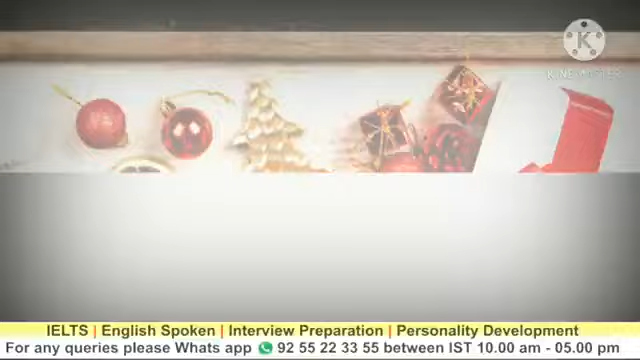 K
KINEMASTER
IELTS | English Spoken | Interview Preparation | Personality Development
For any queries please Whats app 92 55 22 33 55 between IST 10.00 am - 05.00 pm